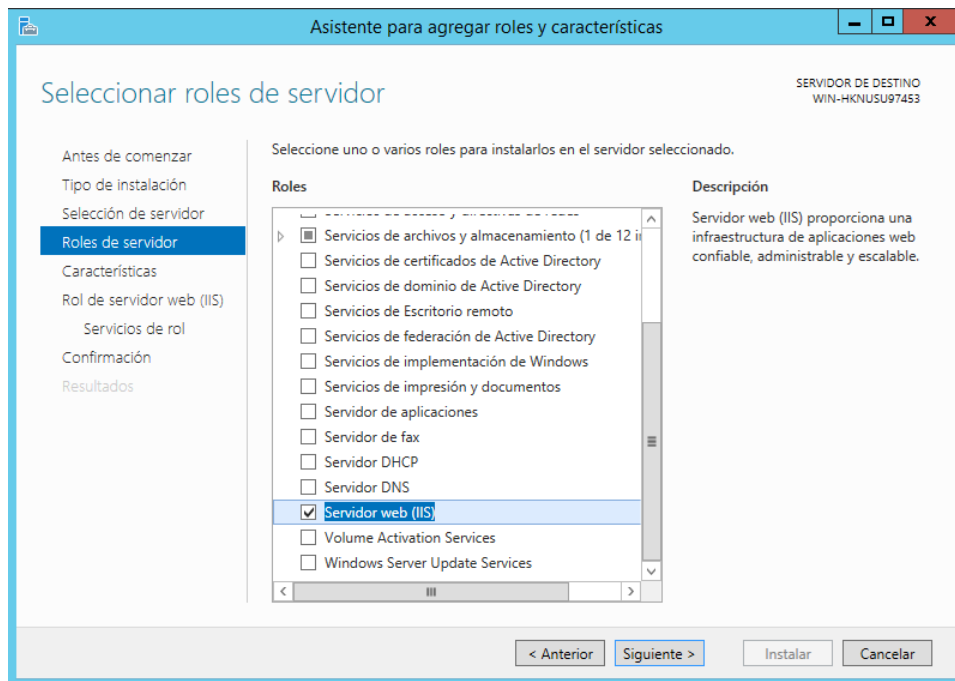 Asistente para agregar roles y características
Seleccionar roles de servidor
SERVIDOR DE DESTINO
WIN-HKNUSU97453
Antes de comenzar
Tipo de instalación
Selección de servidor
Roles de servidor
Características
Rol de servidor web (IIS)
Servicios de rol
Confirmación
Resultados
Seleccione uno o varios roles para instalarlos en el servidor seleccionado.
Roles
Servicios de archivos y almacenamiento (1 de 12 i
Servicios de certificados de Active Directory
Servicios de dominio de Active Directory
Servicios de Escritorio remoto
Servicios de federación de Active Directory
Servicios de implementación de Windows
Servicios de impresión y documentos
Servidor de aplicaciones
Servidor de fax
Servidor DHCP
Servidor DNS
Servidor web (IIS)
Volume Activation Services
Windows Server Update Services
Descripción
Servidor web (IIS) proporciona una
infraestructura de aplicaciones web
confiable, administrable y escalable.
< Anterior
Siguiente >
Instalar
Cancelar